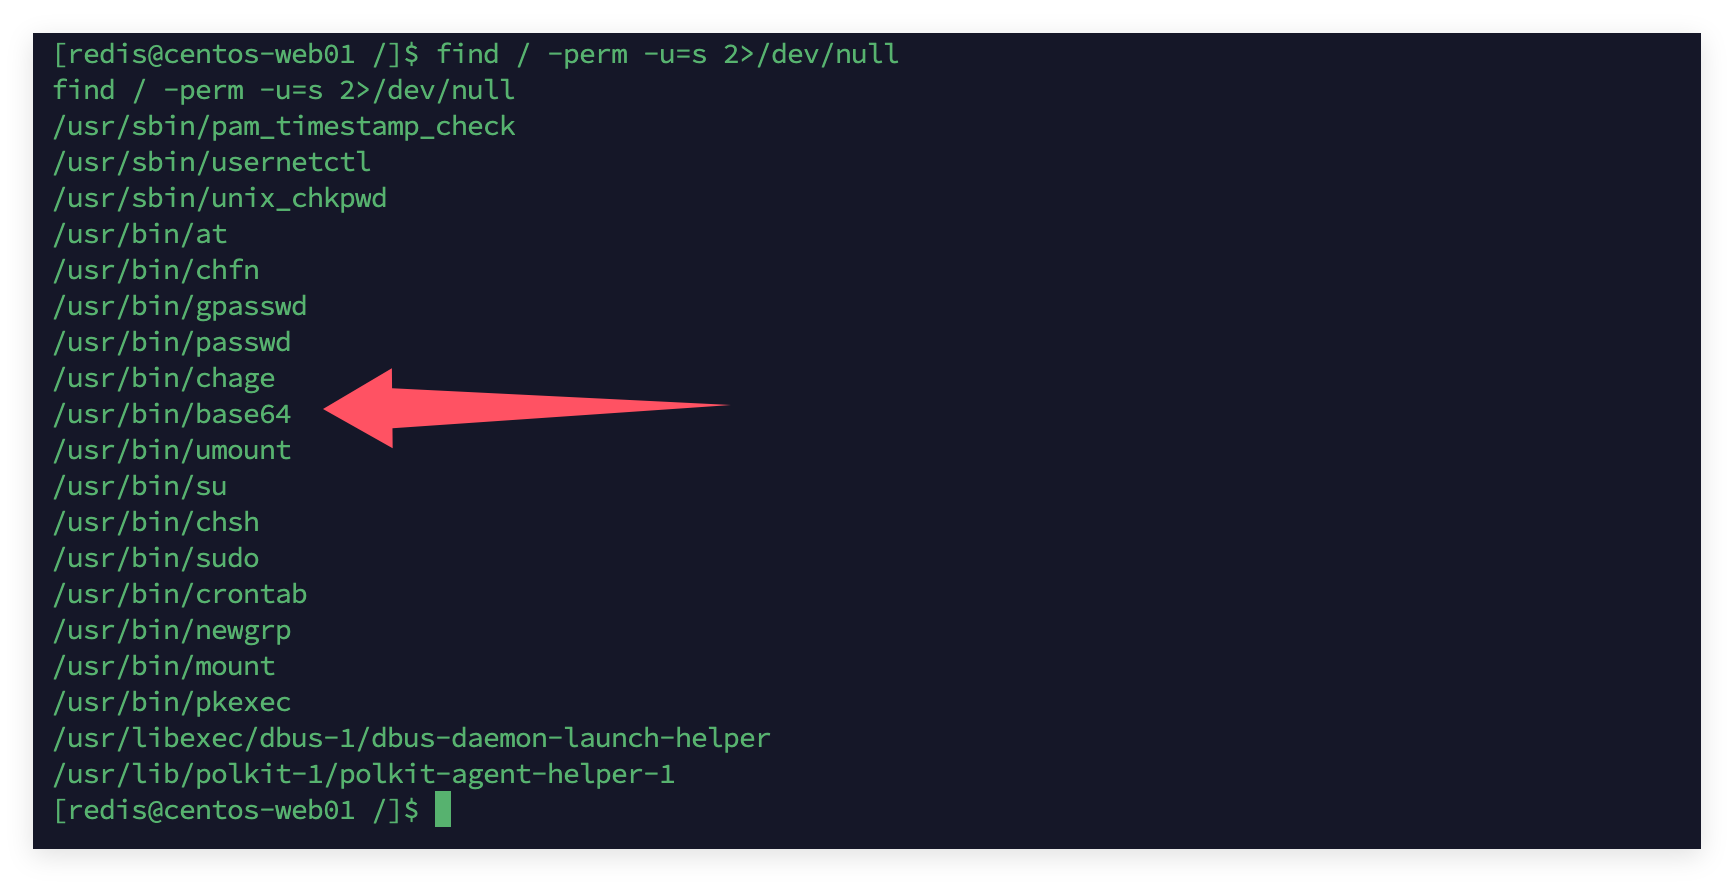 [redis@centos-web01 /]$ find / -perm -u=s 2>/dev/null
find / -perm -u=s 2>/dev/null
/usr/sbin/pam_timestamp_check
/usr/sbin/usernetctl
/usr/sbin/unix_chkpwd
/usr/bin/at
/usr/bin/chfn
/usr/bin/gpasswd
/usr/bin/passwd
/usr/bin/chage
/usr/bin/base64
/usr/bin/umount
/usr/bin/su
/usr/bin/chsh
/usr/bin/sudo
/usr/bin/crontab
/usr/bin/newgrp
/usr/bin/mount
/usr/bin/pkexec
/usr/libexec/dbus-1/dbus-daemon-launch-helper
/usr/lib/polkit-1/polkit-agent-helper-1
[redis@centos-web01 /]$